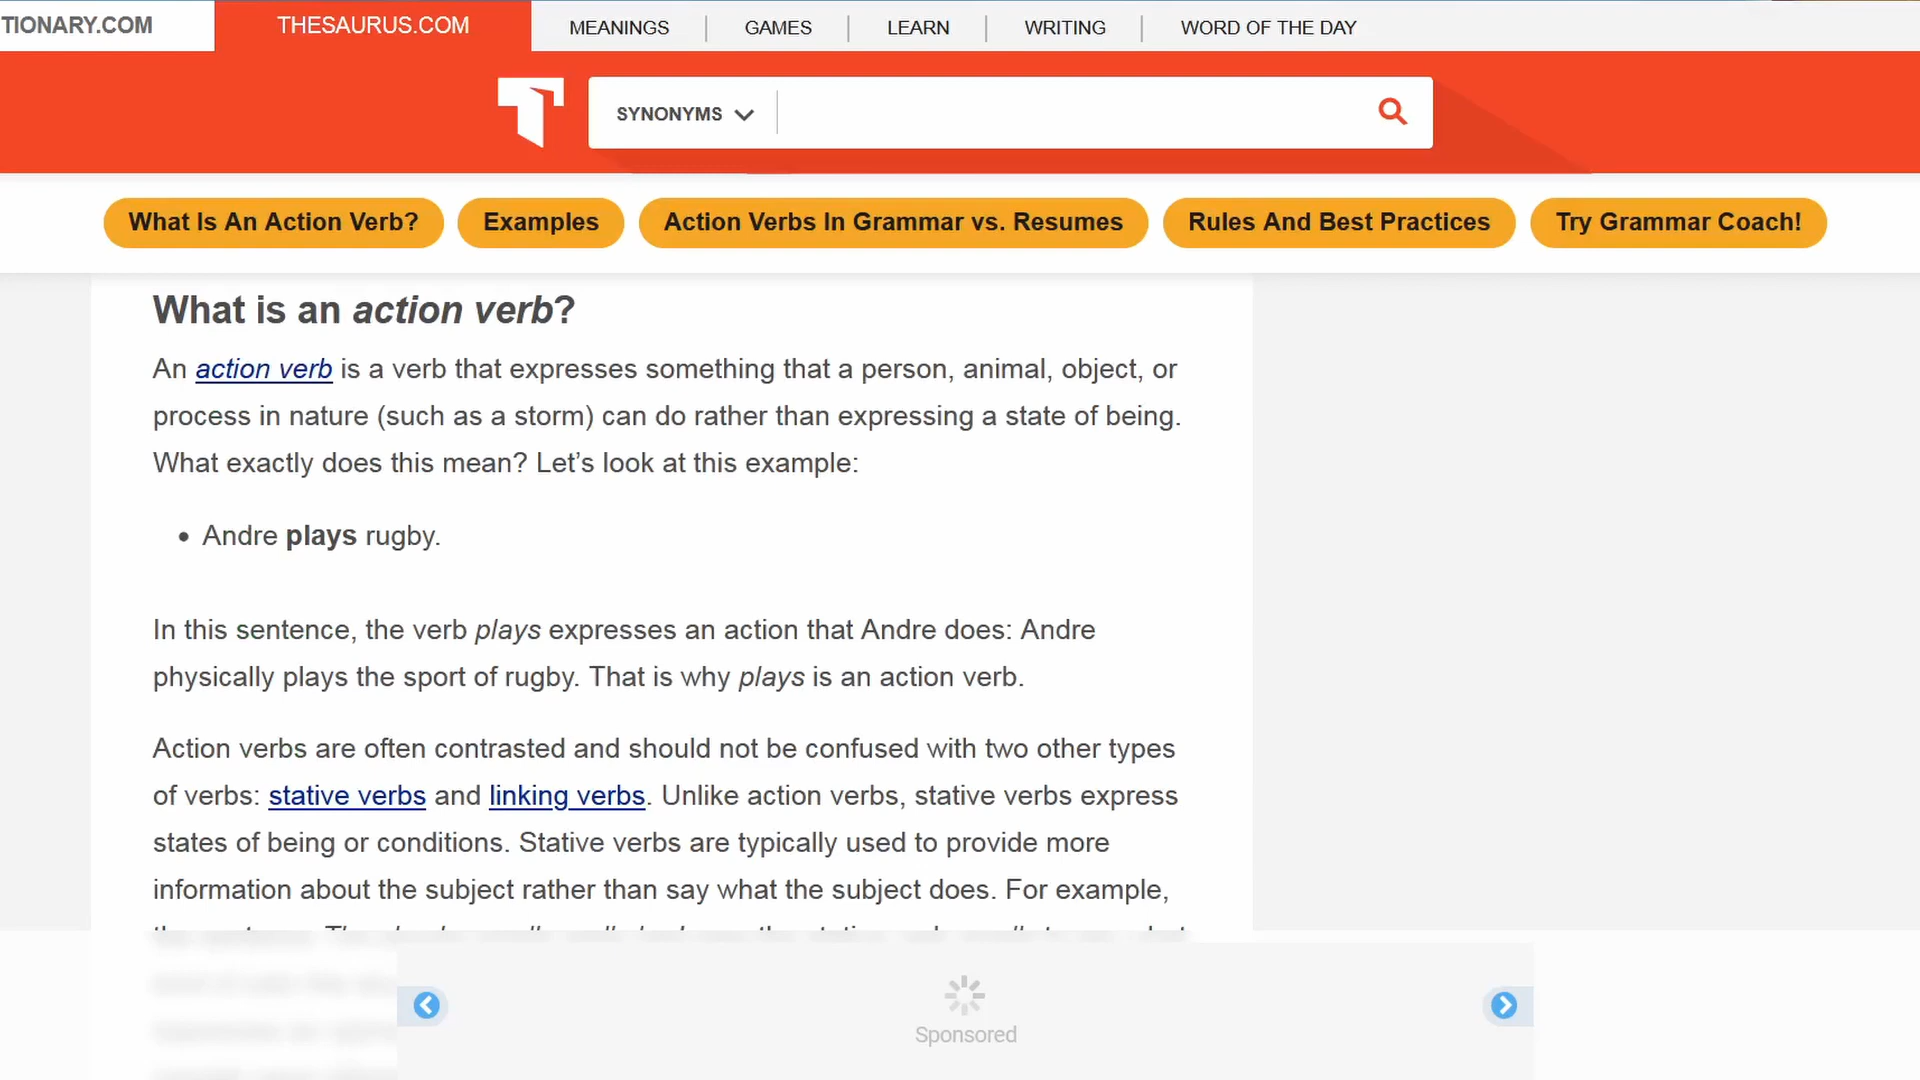 TIONARY.COM
THESAURUS.COM
MEANINGS
GAMES
LEARN
WRITING
WORD OF THE DAY
SYNONYMS
What Is An Action Verb?
Examples
Action Verbs In Grammar vs. Resumes
Rules And Best Practices
Try Grammar Coach!
What is an action verb?
An action verb is a verb that expresses something that a person, animal, object, or
process in nature (such as a storm) can do rather than expressing a state of being.
What exactly does this mean? Let’s look at this example:
• Andre plays rugby.
In this sentence, the verb plays expresses an action that Andre does: Andre
physically plays the sport of rugby. That is why plays is an action verb.
Action verbs are often contrasted and should not be confused with two other types
of verbs: stative verbs and linking verbs. Unlike action verbs, stative verbs express
states of being or conditions. Stative verbs are typically used to provide more
information about the subject rather than say what the subject does. For example,
Sponsored